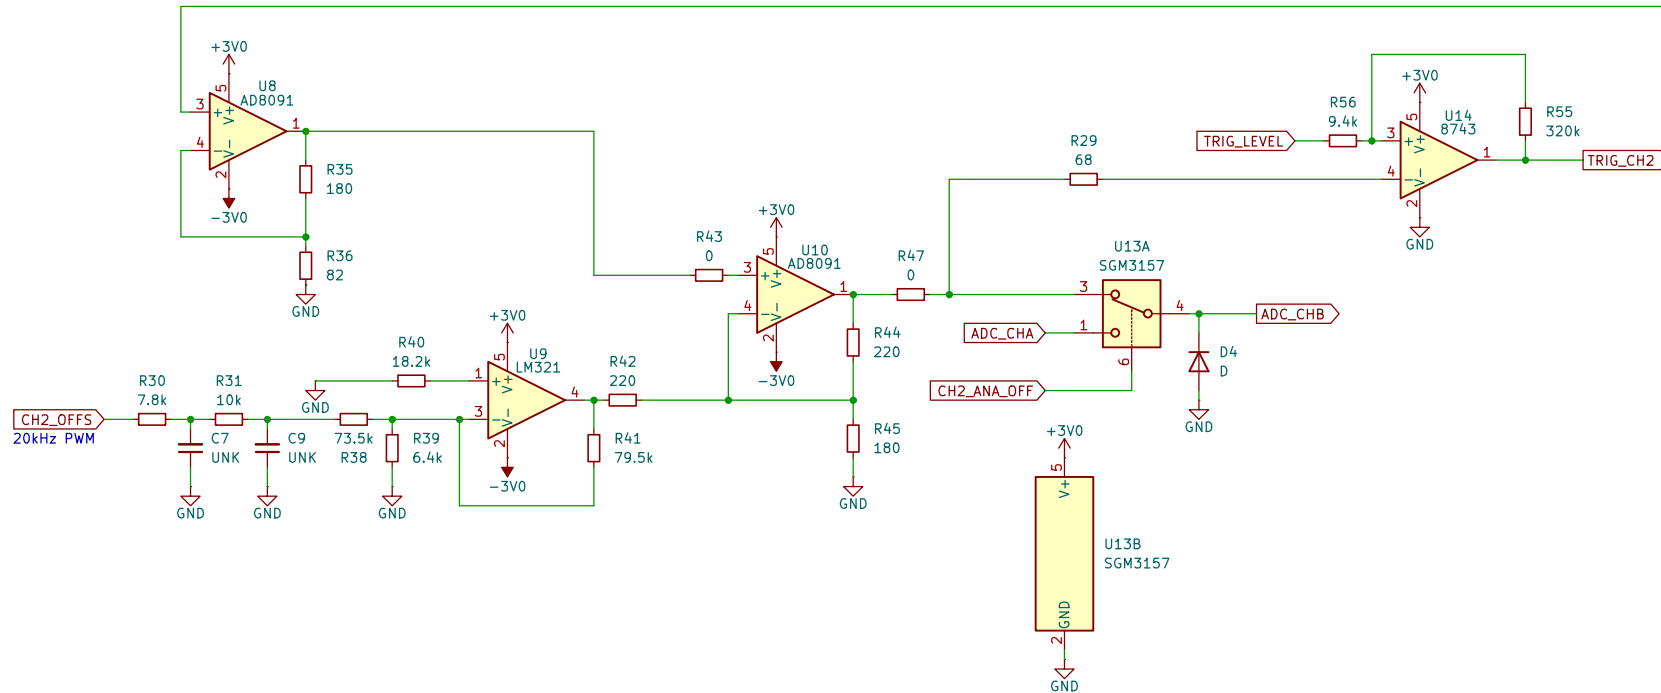 +3V0
U8
AD8091
5
3
+
V+
1
4
−
V-
2
-3V0
R35
180
R36
82
GND
+3V0
U14
8743
5
R56
9.4k
TRIG_LEVEL
3
+
V+
1
4
−
V-
2
GND
R55
320k
TRIG_CH2
R29
68
+3V0
U10
AD8091
5
R43
0
3
+
V+
1
4
−
V-
2
-3V0
R47
0
U13A
SGM3157
3
4
1
6
ADC_CHA
ADC_CHB
CH2_ANA_OFF
D4
D
GND
R44
220
R45
180
GND
+3V0
U9
LM321
5
R40
18.2k
GND
1
+
V+
4
3
−
V-
2
-3V0
R42
220
R41
79.5k
CH2_OFFS
20kHz PWM
R30
7.8k
R31
10k
C7
UNK
C9
UNK
73.5k
R38
R39
6.4k
GND
GND
GND
+3V0
5
V+
U13B
SGM3157
GND
2
GND